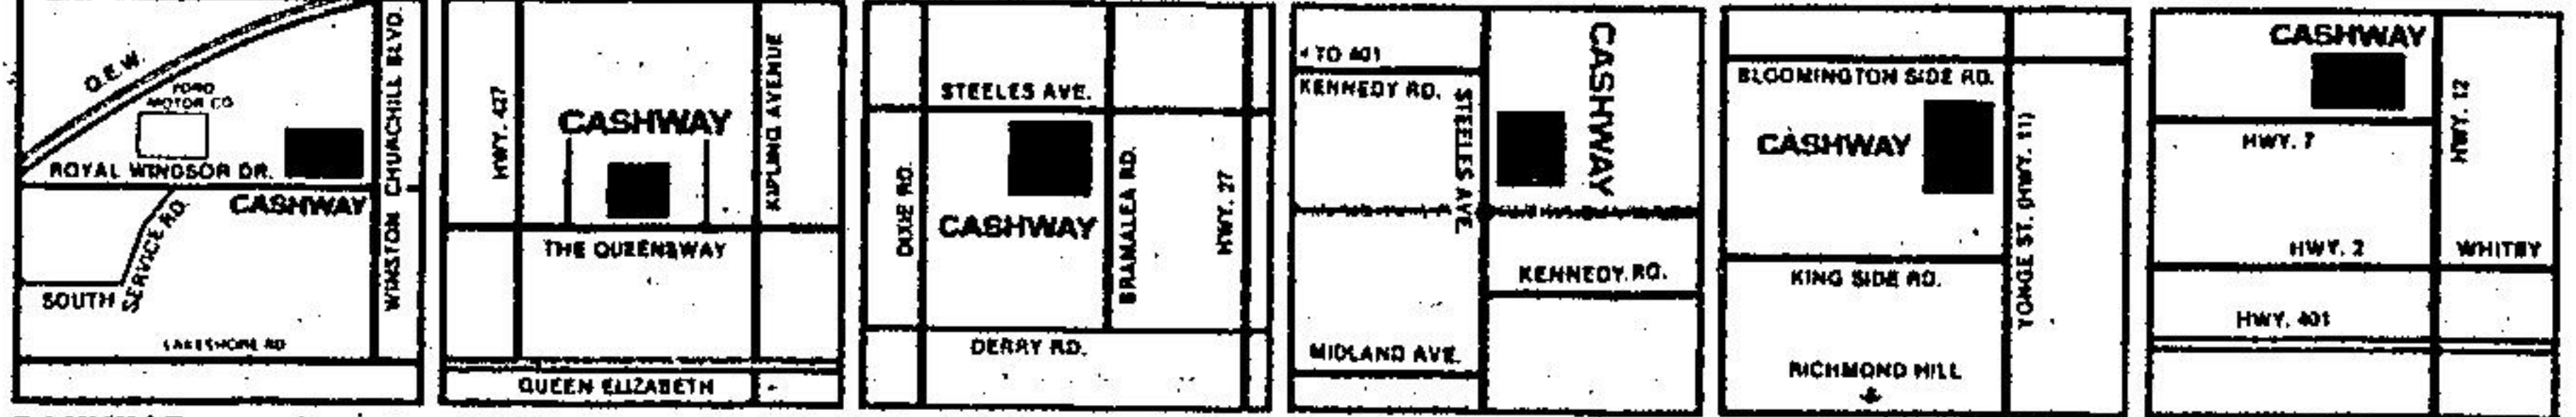 Q.E.W.
FORD
MOTOR CO
ROYAL WINDSOR DR.
CASHWAY
SOUTH SERVICE RD.
LAKESHORE RD
WINSTON CHURCHILL BLVD.
HWY. 427
CASHWAY
KIPLING AVENUE
THE QUEENSWAY
QUEEN ELIZABETH
STEELES AVE.
DIXIE RD.
CASHWAY
BRAMALEA RD.
HWY. 27
DERRY RD.
TO 401
KENNEDY RD.
STEELES AVE.
CASHWAY
KENNEDY RD.
MIDLAND AVE.
BLOOMINGTON SIDE RD.
CASHWAY
YONGE ST. (HWY. 11)
KING SIDE RD.
RICHMOND HILL
CASHWAY
HWY. 12
HWY. 7
HWY. 2
WHITBY
HWY. 401